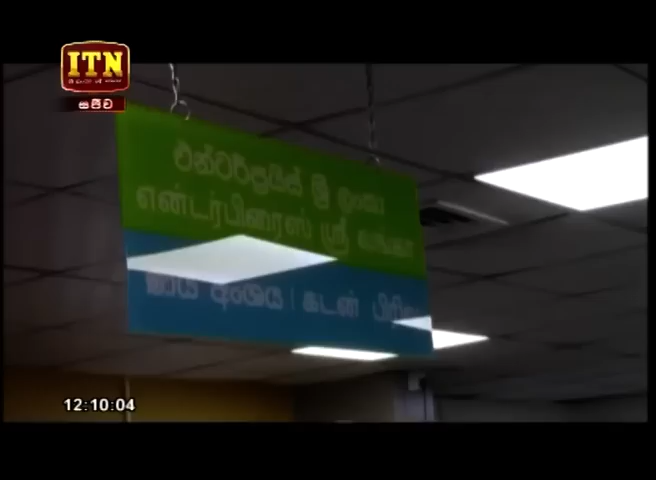 ITN
සජීව
එන්ටර්ප්‍රයිස් ශ්‍රී ලංකා
என்டர்பிரைஸ் ஸ்ரீ லங்கா
ණය අංශය | கடன்
12:10:04